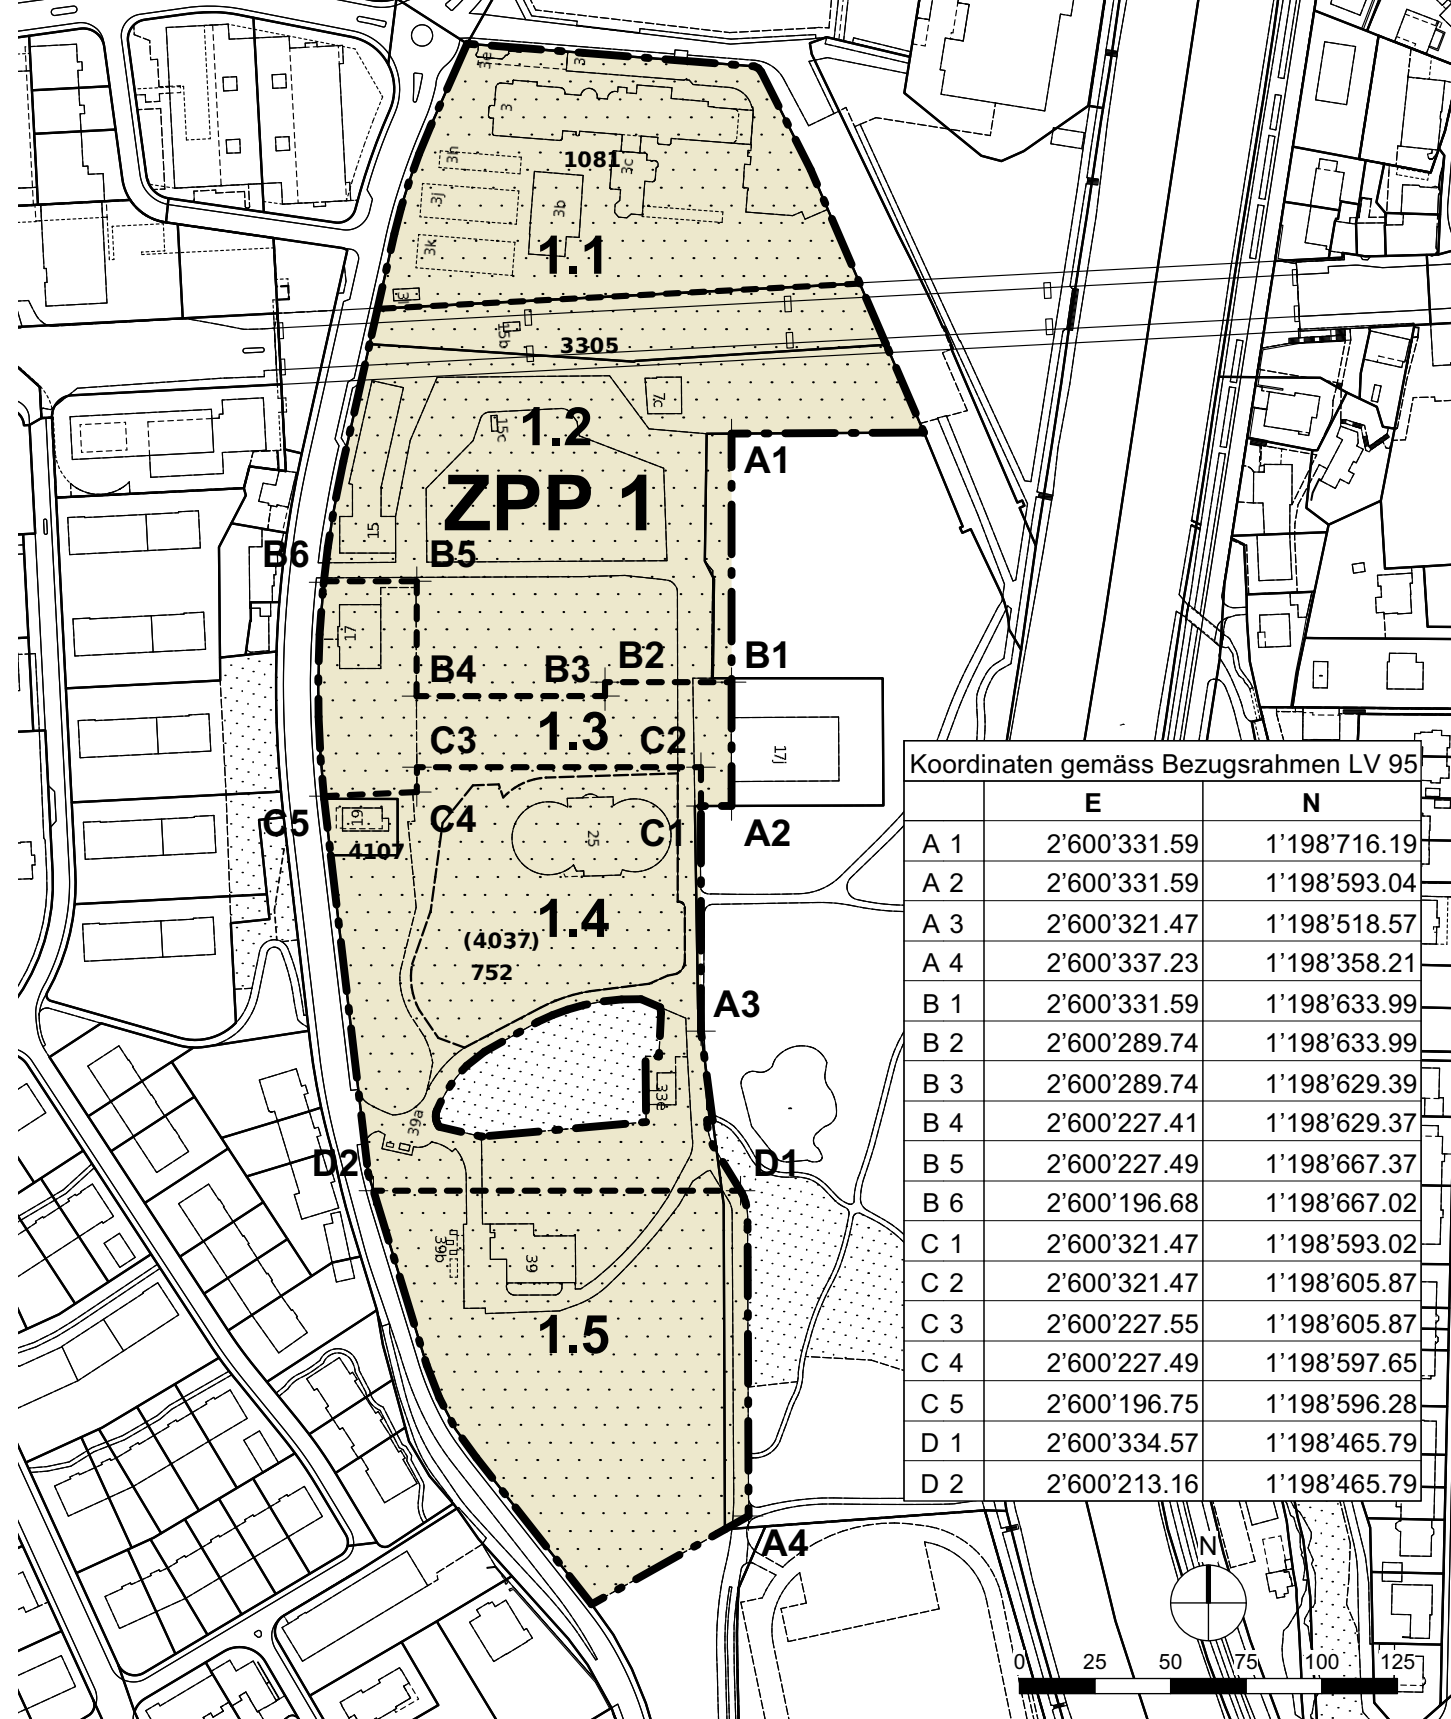 3e
3
3
1081
3h
3c
3j
3b
3k
1.1
3l
15b
3305
7c
15c
1.2
A1
ZPP 1
15
B6
B5
17
B4
B3
B2
B1
C3
1.3
C2
17j
C5
19
C4
25
C1
A2
4107
1.4
(4037)
752
A3
33e
39a
D2
D1
39b
39
1.5
A4
Koordinaten gemäss Bezugsrahmen LV 95
E N
A 1 2'600'331.59 1'198'716.19
A 2 2'600'331.59 1'198'593.04
A 3 2'600'321.47 1'198'518.57
A 4 2'600'337.23 1'198'358.21
B 1 2'600'331.59 1'198'633.99
B 2 2'600'289.74 1'198'633.99
B 3 2'600'289.74 1'198'629.39
B 4 2'600'227.41 1'198'629.37
B 5 2'600'227.49 1'198'667.37
B 6 2'600'196.68 1'198'667.02
C 1 2'600'321.47 1'198'593.02
C 2 2'600'321.47 1'198'605.87
C 3 2'600'227.55 1'198'605.87
C 4 2'600'227.49 1'198'597.65
C 5 2'600'196.75 1'198'596.28
D 1 2'600'334.57 1'198'465.79
D 2 2'600'213.16 1'198'465.79
N
0 25 50 75 100 125